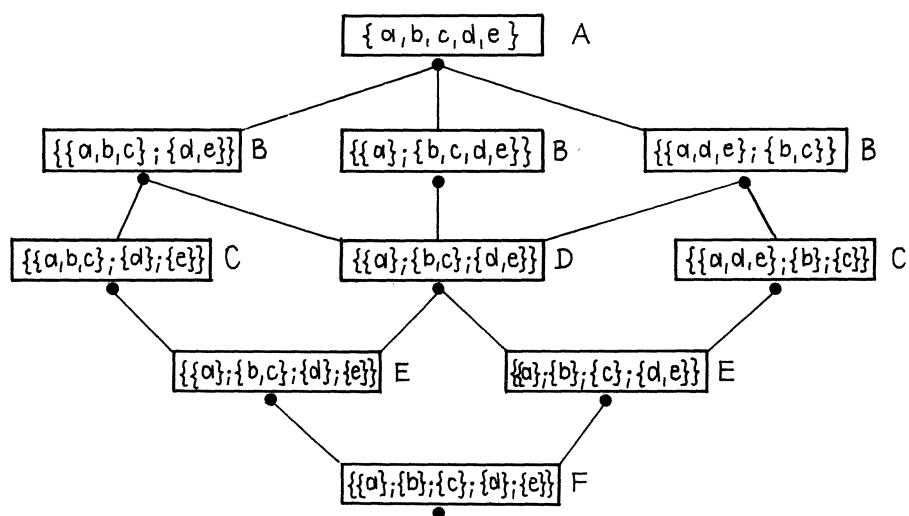 {a,b,c,d,e} A
{{a,b,c};{d,e}} B {{a};{b,c,d,e}} B {{a,d,e};{b,c}} B
{{a,b,c};{d};{e}} C {{a};{b,c};{d,e}} D {{a,d,e};{b};{c}} C
{{a};{b,c};{d};{e}} E {{a};{b};{c};{d,e}} E
{{a};{b};{c};{d};{e}} F